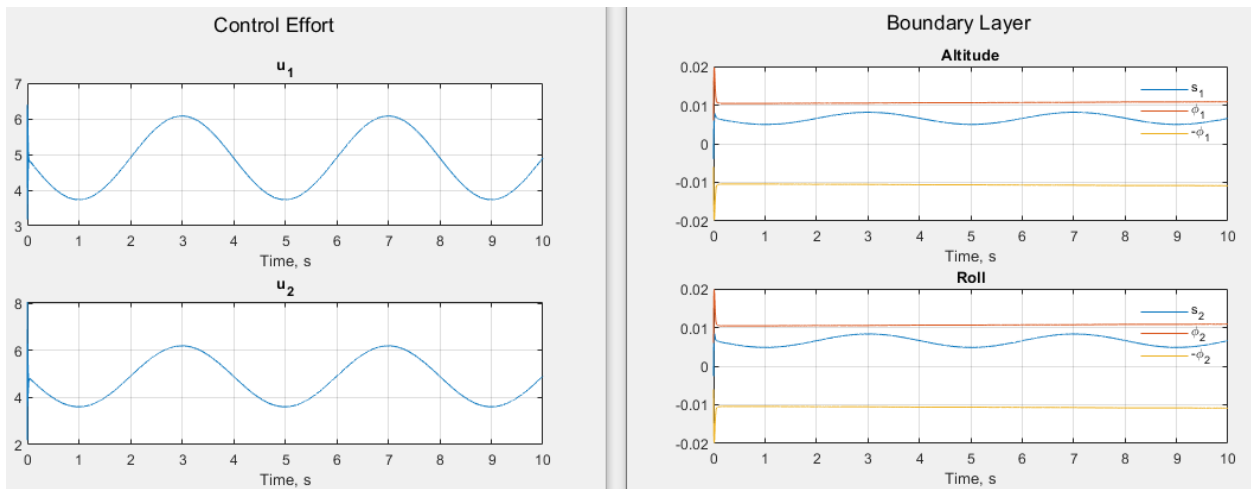 Control Effort
u1
7
6
5
4
3
0 1 2 3 4 5 6 7 8 9 10
Time, s
u2
8
6
4
2
0 1 2 3 4 5 6 7 8 9 10
Time, s
Boundary Layer
Altitude
0.02
0.01
0
-0.01
-0.02
s1
ϕ1
-ϕ1
0 1 2 3 4 5 6 7 8 9 10
Time, s
Roll
0.02
0.01
0
-0.01
-0.02
s2
ϕ2
-ϕ2
0 1 2 3 4 5 6 7 8 9 10
Time, s